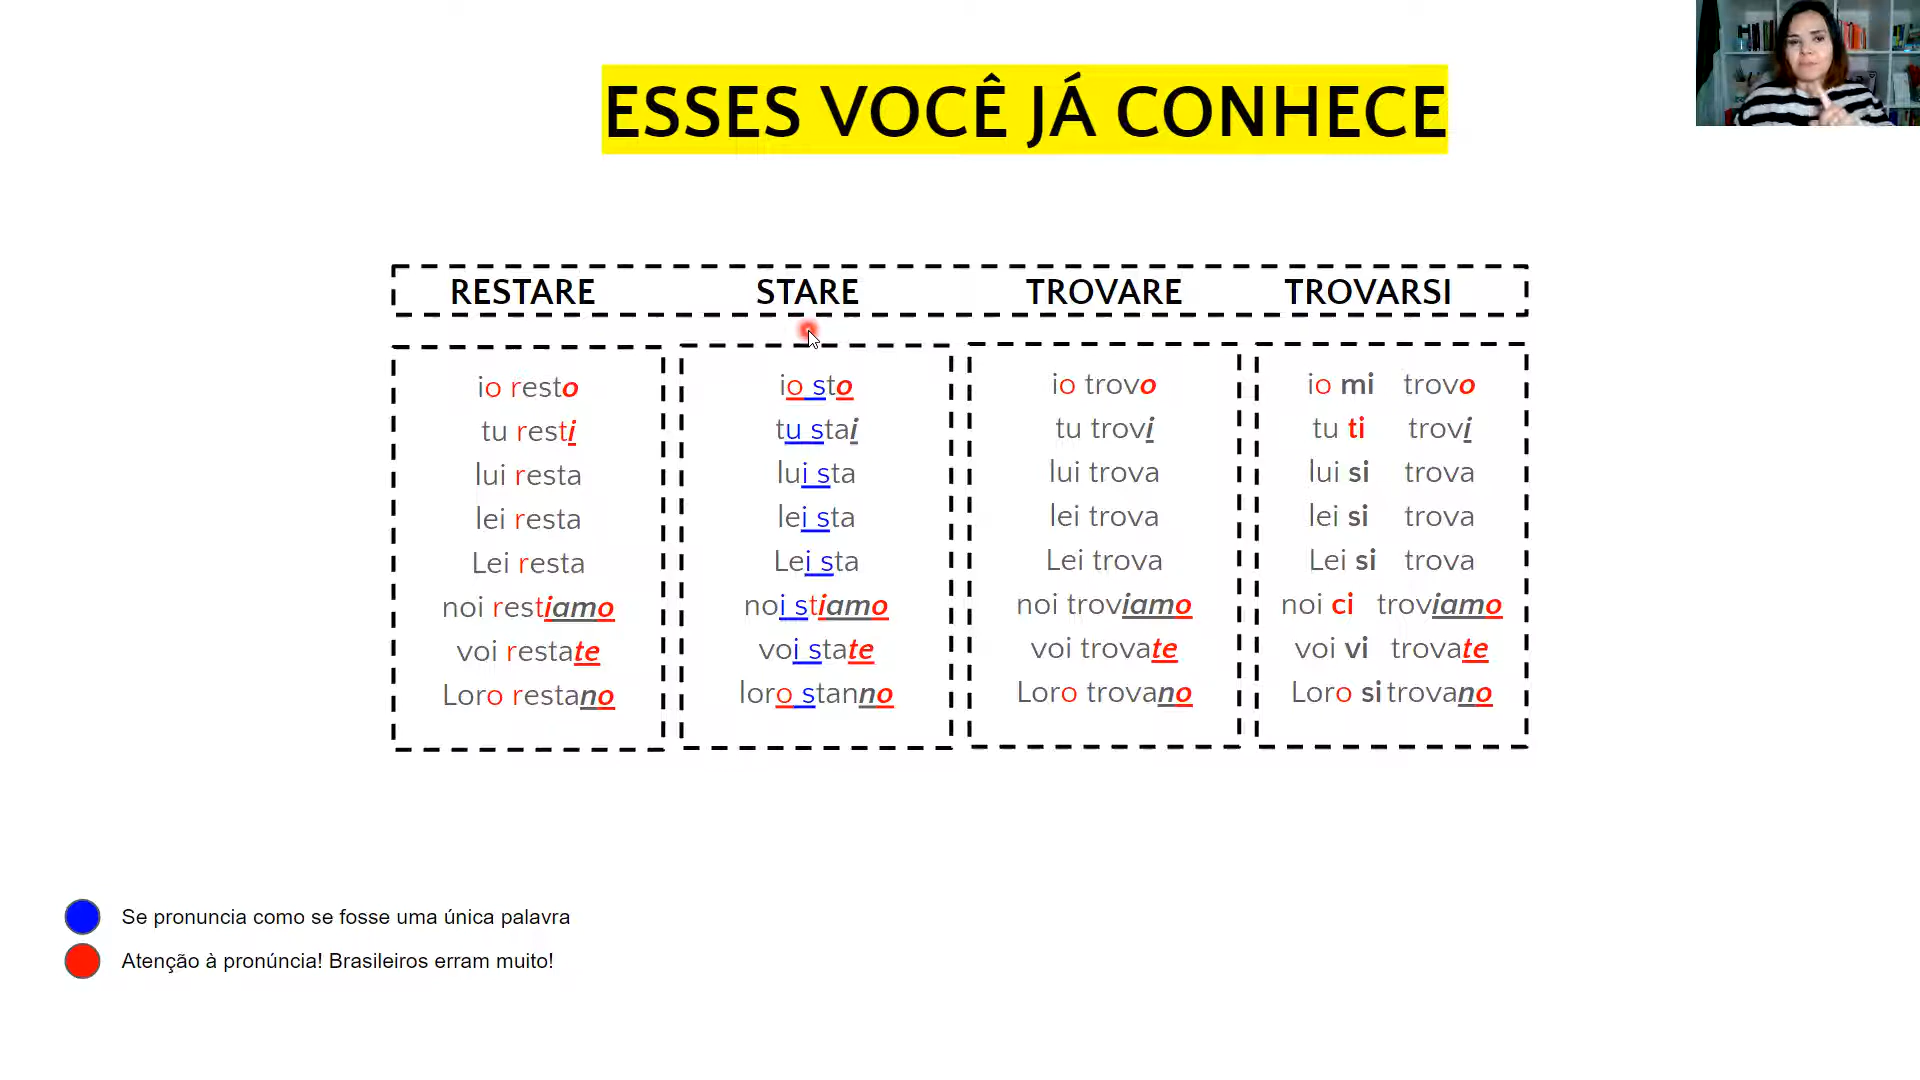 ESSES VOCÊ JÁ CONHECE
RESTARE STARE TROVARE TROVARSI
io resto
tu resti
lui resta
lei resta
Lei resta
noi restiamo
voi restate
Loro restano
io sto
tu stai
lui sta
lei sta
Lei sta
noi stiamo
voi state
loro stanno
io trovo
tu trovi
lui trova
lei trova
Lei trova
noi troviamo
voi trovate
Loro trovano
io mi trovo
tu ti trovi
lui si trova
lei si trova
Lei si trova
noi ci troviamo
voi vi trovate
Loro si trovano
Se pronuncia como se fosse uma única palavra
Atenção à pronúncia! Brasileiros erram muito!